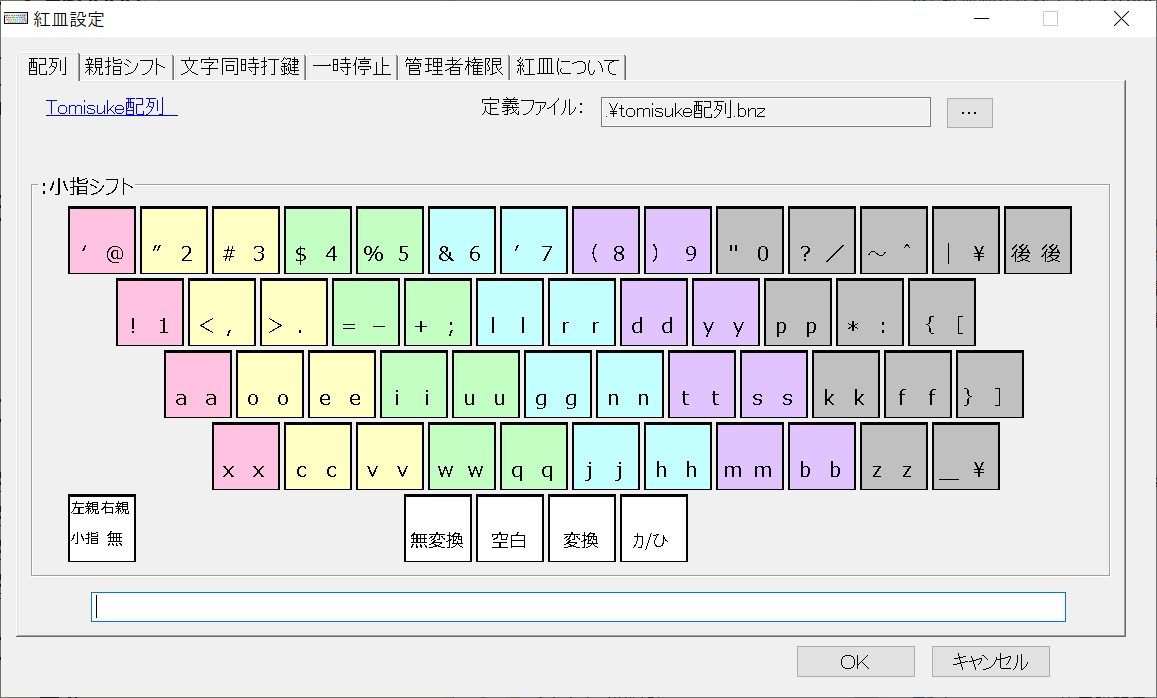 紅皿設定
配列 親指シフト 文字同時打鍵 一時停止 管理者権限 紅皿について
Tomisuke配列 定義ファイル： .¥tomisuke配列.bnz ...
:小指シフト
‘ @ ” 2 # 3 $ 4 % 5 & 6 ’ 7 ( 8 ) 9 " 0 ? ／ ～ ^ | ¥ 後 後
! 1 < , > . = − + ; l l r r d d y y p p * : { [
a a o o e e i i u u g g n n t t s s k k f f } ]
x x c c v v w w q q j j h h m m b b z z _ ¥
左親右親
小指 無 無変換 空白 変換 カ/ひ
OK キャンセル